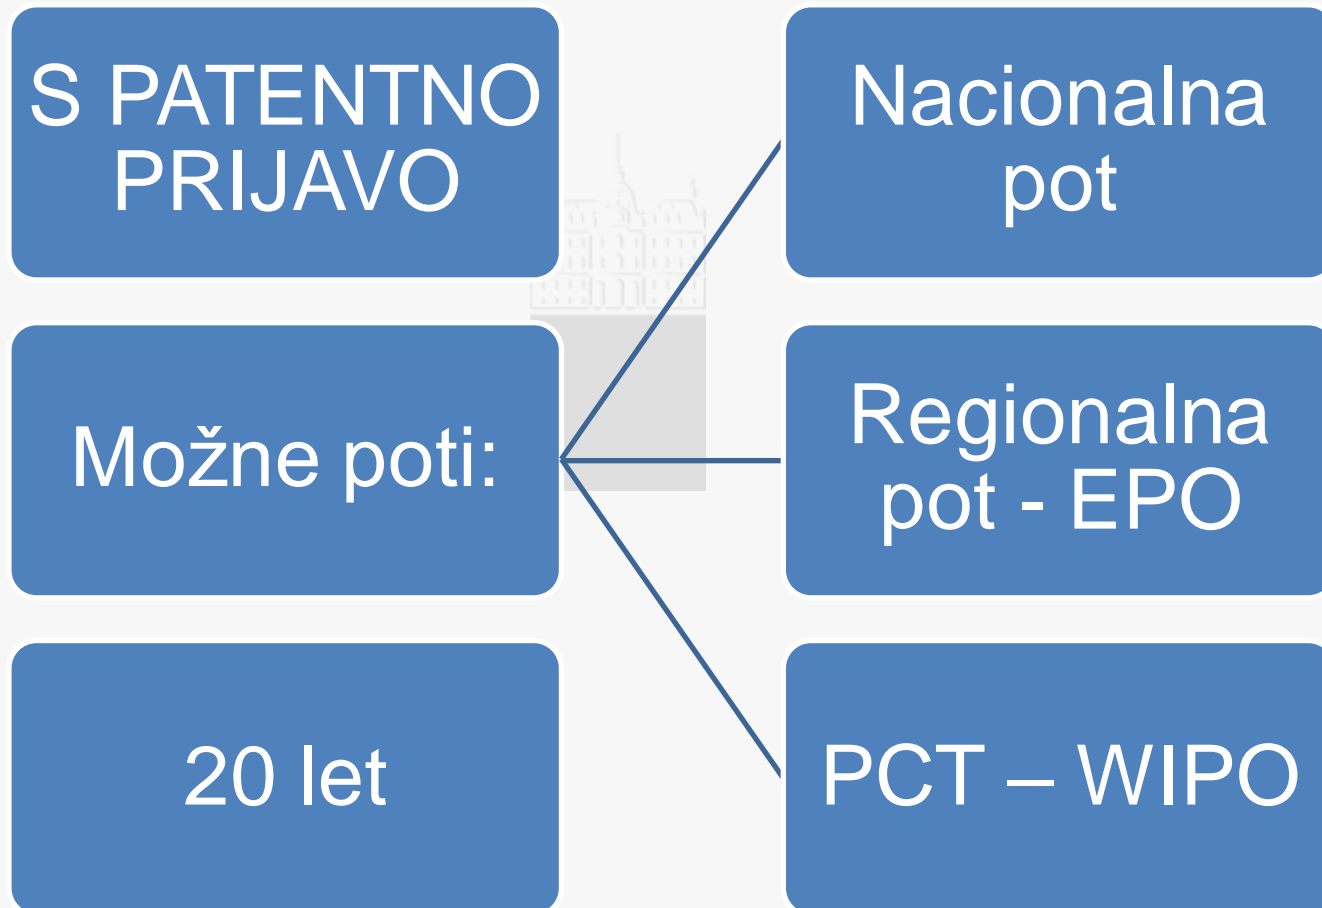 S PATENTNO
PRIJAVO
Možne poti:
20 let
Nacionalna
pot
Regionalna
pot - EPO
PCT – WIPO